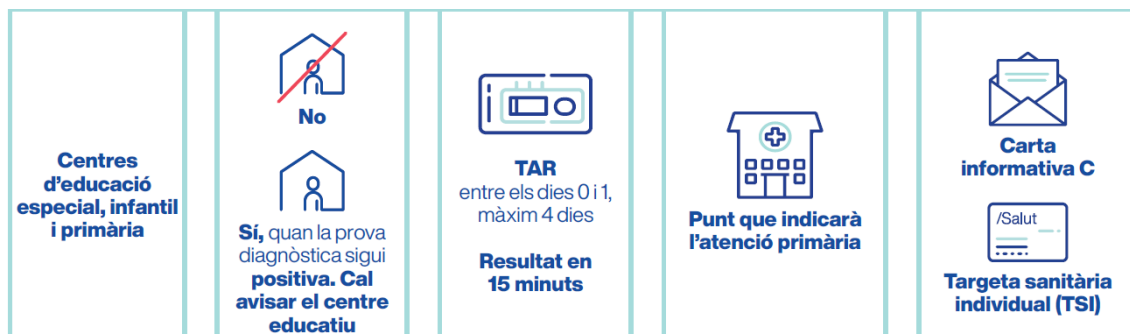 Centres
d'educació
especial, infantil
i primària
No
Sí, quan la prova
diagnòstica sigui
positiva. Cal
avisar el centre
educatiu
TAR
entre els dies 0 i 1,
màxim 4 dies
Resultat en
15 minuts
Punt que indicarà
l'atenció primària
Carta
informativa C
/Salut
Targeta sanitària
individual (TSI)